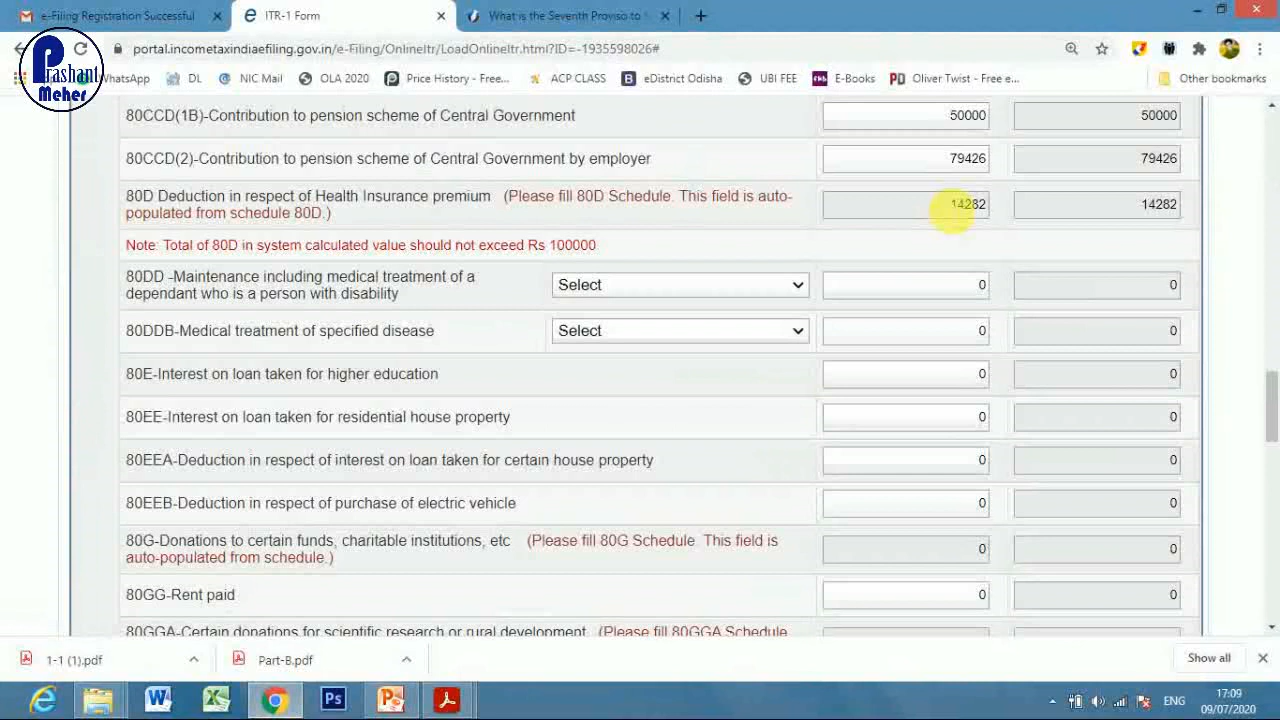 e-Filing Registration Successful
ITR-1 Form
What is the Seventh Proviso to
portal.incometaxindiaefiling.gov.in/e-Filing/OnlineItr/LoadOnlineItr.html?ID=-1935598026#
Prashant
Meher
WhatsApp
DL
NIC Mail
OLA 2020
Price History - Free...
ACP CLASS
eDistrict Odisha
UBI FEE
E-Books
Oliver Twist - Free e...
Other bookmarks
80CCD(1B)-Contribution to pension scheme of Central Government 50000 50000
80CCD(2)-Contribution to pension scheme of Central Government by employer 79426 79426
80D Deduction in respect of Health Insurance premium (Please fill 80D Schedule. This field is auto-
populated from schedule 80D.) 14282 14282
Note: Total of 80D in system calculated value should not exceed Rs 100000
80DD -Maintenance including medical treatment of a
dependant who is a person with disability Select 0 0
80DDB-Medical treatment of specified disease Select 0 0
80E-Interest on loan taken for higher education 0 0
80EE-Interest on loan taken for residential house property 0 0
80EEA-Deduction in respect of interest on loan taken for certain house property 0 0
80EEB-Deduction in respect of purchase of electric vehicle 0 0
80G-Donations to certain funds, charitable institutions, etc (Please fill 80G Schedule. This field is
auto-populated from schedule.) 0 0
80GG-Rent paid 0 0
80GGA-Certain donations for scientific research or rural development (Please fill 80GGA Schedule
1-1 (1).pdf
Part-B.pdf
Show all
ENG
17:09
09/07/2020